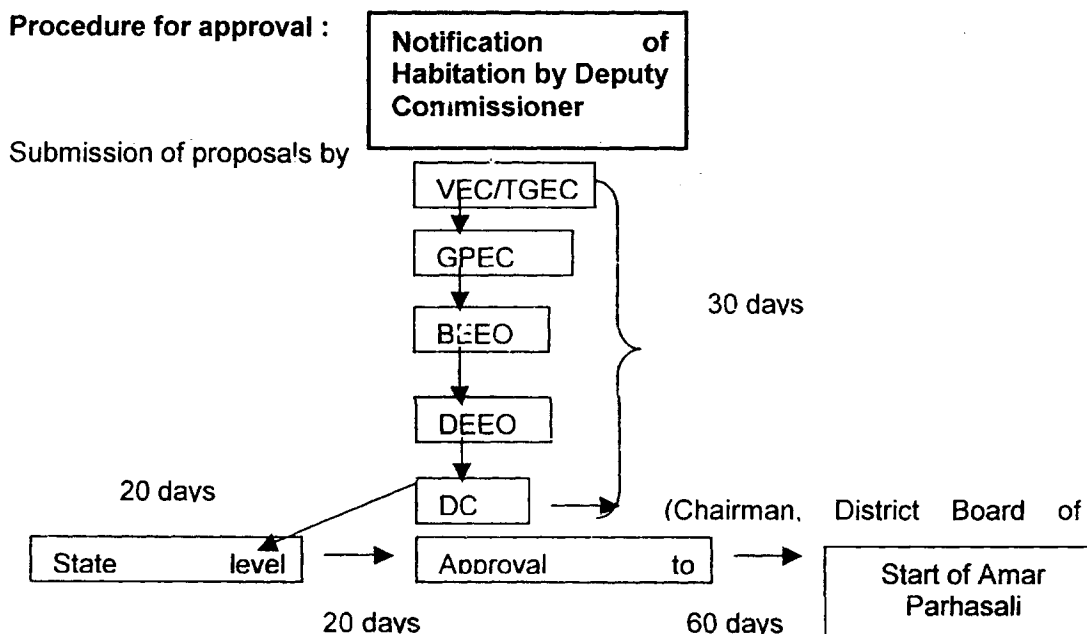 Procedure for approval :
Notification of
Habitation by Deputy
Commissioner
Submission of proposals by
VEC/TGEC
GPEC
BEEO
30 days
DEEO
20 days
DC
(Chairman, District Board of
State level
Approval to
Start of Amar
Parhasali
20 days
60 days